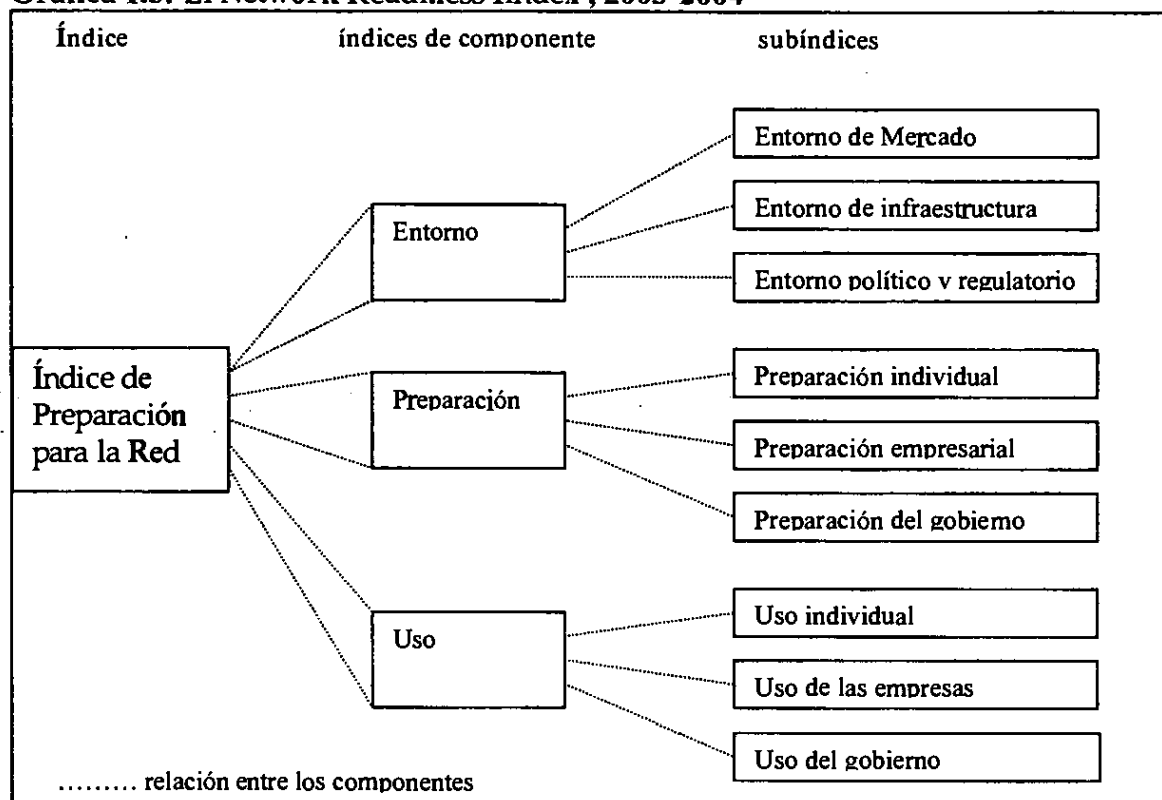 Índice índices de componente subíndices
Entorno de Mercado
Entorno de infraestructura
Entorno político y regulatorio
Entorno
Índice de
Preparación
para la Red
Preparación
Preparación individual
Preparación empresarial
Preparación del gobierno
Uso
Uso individual
Uso de las empresas
Uso del gobierno
......... relación entre los componentes